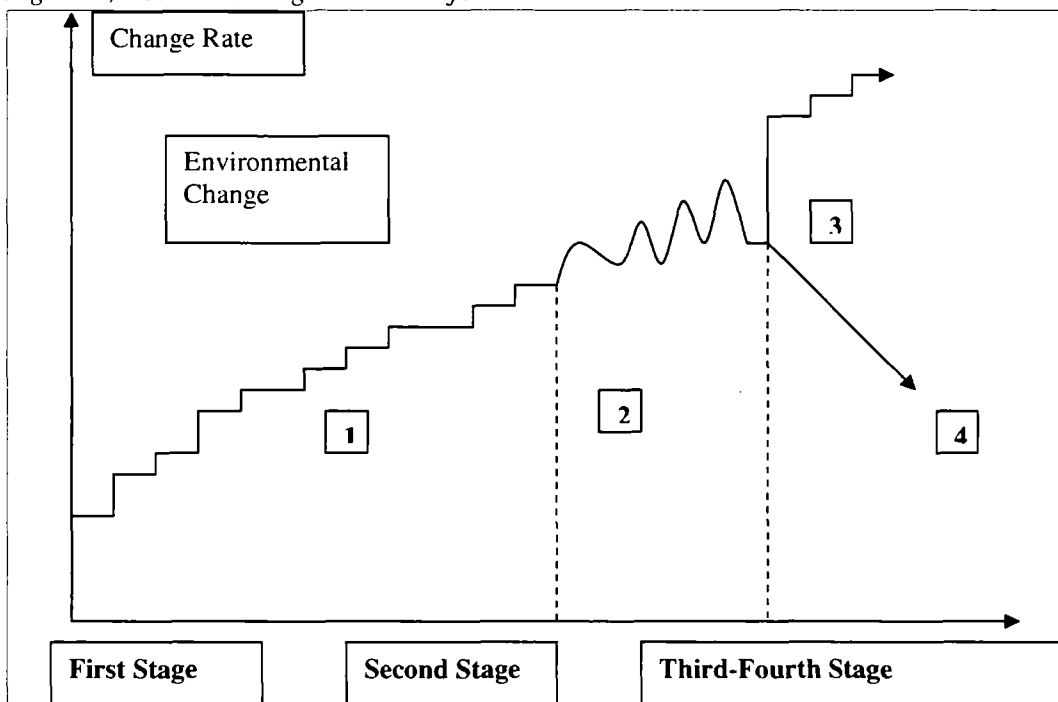 Change Rate
Environmental
Change
3
2
1
4
First Stage
Second Stage
Third-Fourth Stage